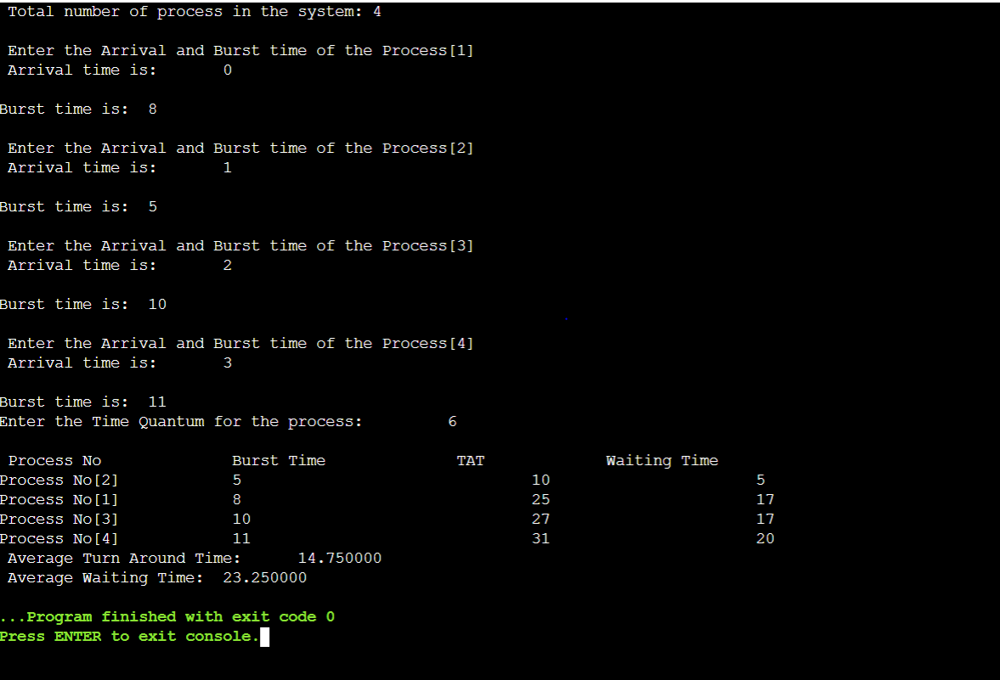 Total number of process in the system: 4
Enter the Arrival and Burst time of the Process[1]
Arrival time is: 0
Burst time is: 8
Enter the Arrival and Burst time of the Process[2]
Arrival time is: 1
Burst time is: 5
Enter the Arrival and Burst time of the Process[3]
Arrival time is: 2
Burst time is: 10
Enter the Arrival and Burst time of the Process[4]
Arrival time is: 3
Burst time is: 11
Enter the Time Quantum for the process: 6
Process No Burst Time TAT Waiting Time
Process No[2] 5 10 5
Process No[1] 8 25 17
Process No[3] 10 27 17
Process No[4] 11 31 20
Average Turn Around Time: 14.750000
Average Waiting Time: 23.250000
...Program finished with exit code 0
Press ENTER to exit console.